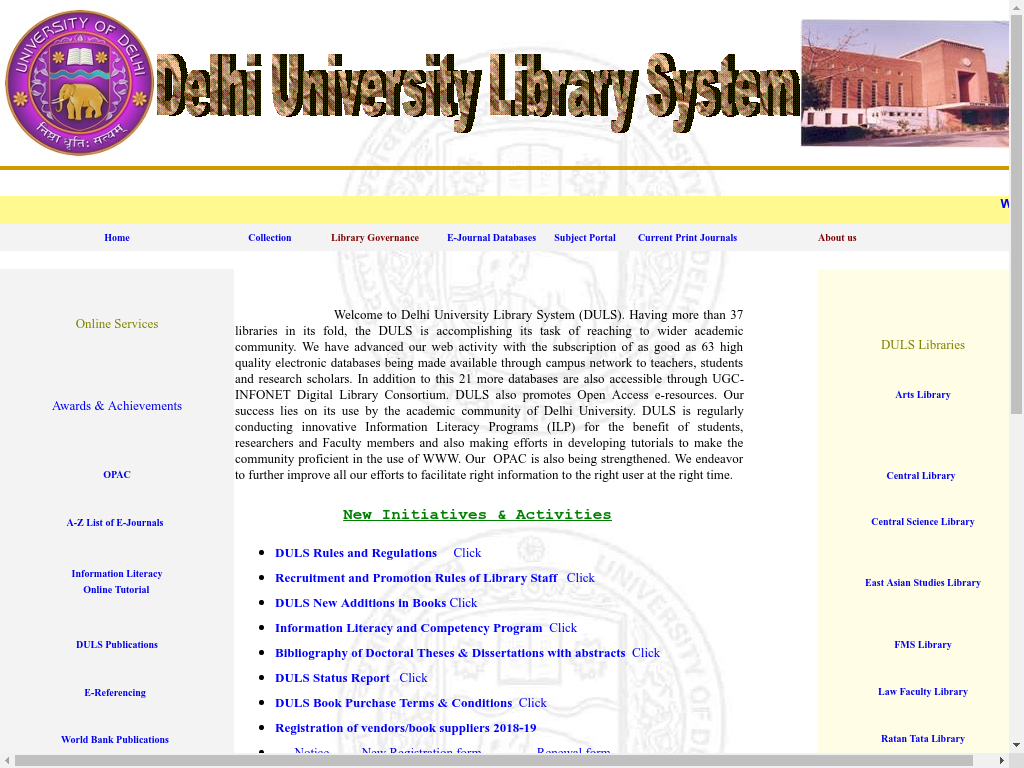 UNIVERSITY OF DELHI
निष्ठा धृतिः सत्यम्
Delhi University Library System
W
Home Collection Library Governance E-Journal Databases Subject Portal Current Print Journals About us
Online Services
Awards & Achievements
OPAC
A-Z List of E-Journals
Information Literacy
Online Tutorial
DULS Publications
E-Referencing
World Bank Publications
Welcome to Delhi University Library System (DULS). Having more than 37
libraries in its fold, the DULS is accomplishing its task of reaching to wider academic
community. We have advanced our web activity with the subscription of as good as 63 high
quality electronic databases being made available through campus network to teachers, students
and research scholars. In addition to this 21 more databases are also accessible through UGC-
INFONET Digital Library Consortium. DULS also promotes Open Access e-resources. Our
success lies on its use by the academic community of Delhi University. DULS is regularly
conducting innovative Information Literacy Programs (ILP) for the benefit of students,
researchers and Faculty members and also making efforts in developing tutorials to make the
community proficient in the use of WWW. Our OPAC is also being strengthened. We endeavor
to further improve all our efforts to facilitate right information to the right user at the right time.
New Initiatives & Activities
DULS Rules and Regulations Click
Recruitment and Promotion Rules of Library Staff Click
DULS New Additions in Books Click
Information Literacy and Competency Program Click
Bibliography of Doctoral Theses & Dissertations with abstracts Click
DULS Status Report Click
DULS Book Purchase Terms & Conditions Click
Registration of vendors/book suppliers 2018-19
Notice New Registration form Renewal form
DULS Libraries
Arts Library
Central Library
Central Science Library
East Asian Studies Library
FMS Library
Law Faculty Library
Ratan Tata Library